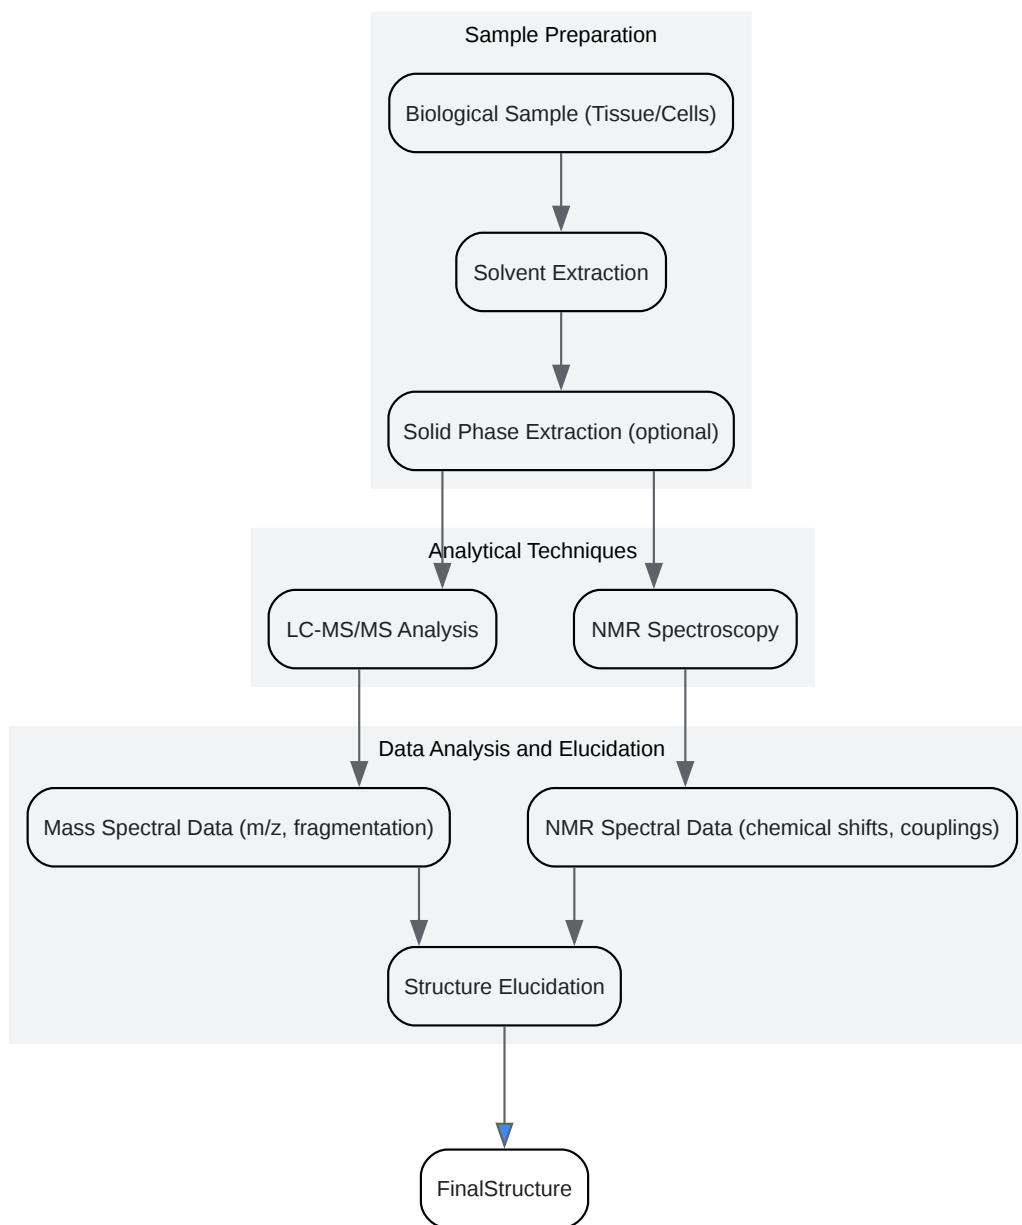 Sample Preparation
Biological Sample (Tissue/Cells)
Solvent Extraction
Solid Phase Extraction (optional)
Analytical Techniques
LC-MS/MS Analysis
NMR Spectroscopy
Data Analysis and Elucidation
Mass Spectral Data (m/z, fragmentation)
NMR Spectral Data (chemical shifts, couplings)
Structure Elucidation
FinalStructure